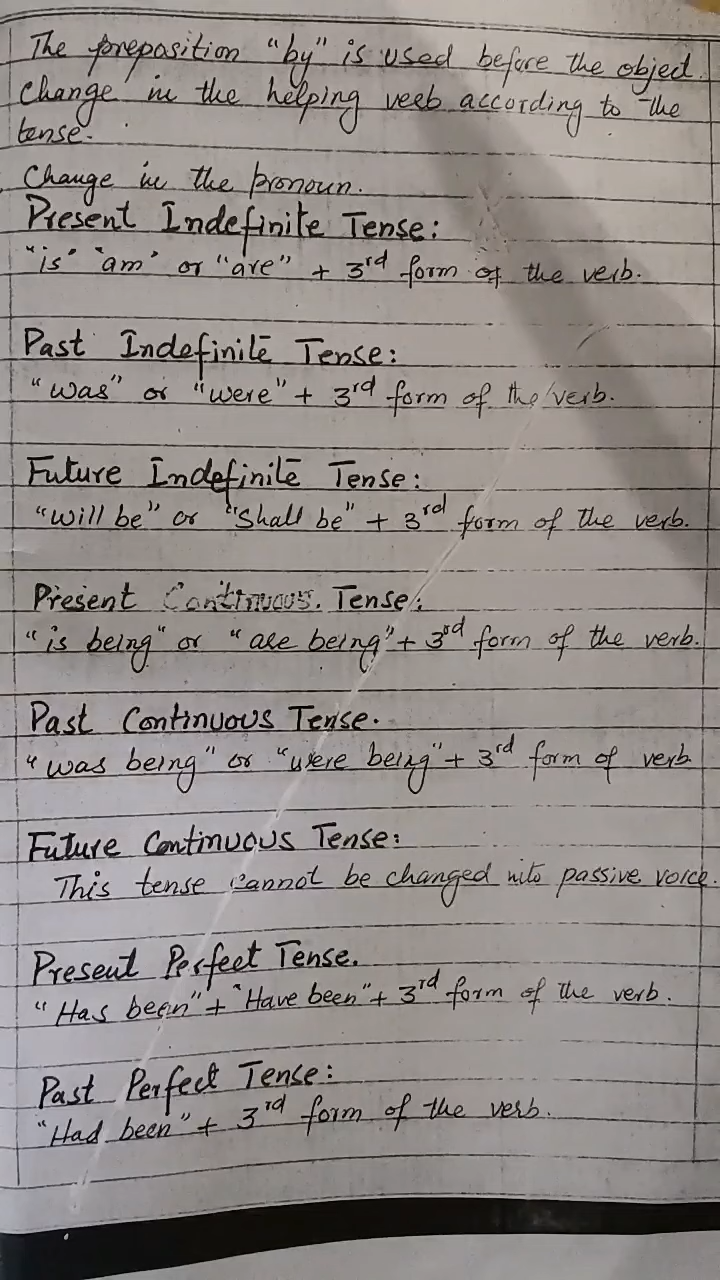 The preposition "by" is used before the object.
Change in the helping verb according to the
tense.
Change in the pronoun.
Present Indefinite Tense:
"is" "am" or "are" + 3rd form of the verb.
Past Indefinite Tense:
"Was" or "were" + 3rd form of the verb.
Future Indefinite Tense:
"Will be" or "Shall be" + 3rd form of the verb.
Present Continuous. Tense:
"is being" or "are being" + 3rd form of the verb.
Past Continuous Tense.
"was being" or "were being" + 3rd form of verb
Future Continuous Tense:
This tense cannot be changed into passive voice.
Present Perfect Tense.
"Has been" + "Have been" + 3rd form of the verb.
Past Perfect Tense:
"Had been" + 3rd form of the verb.